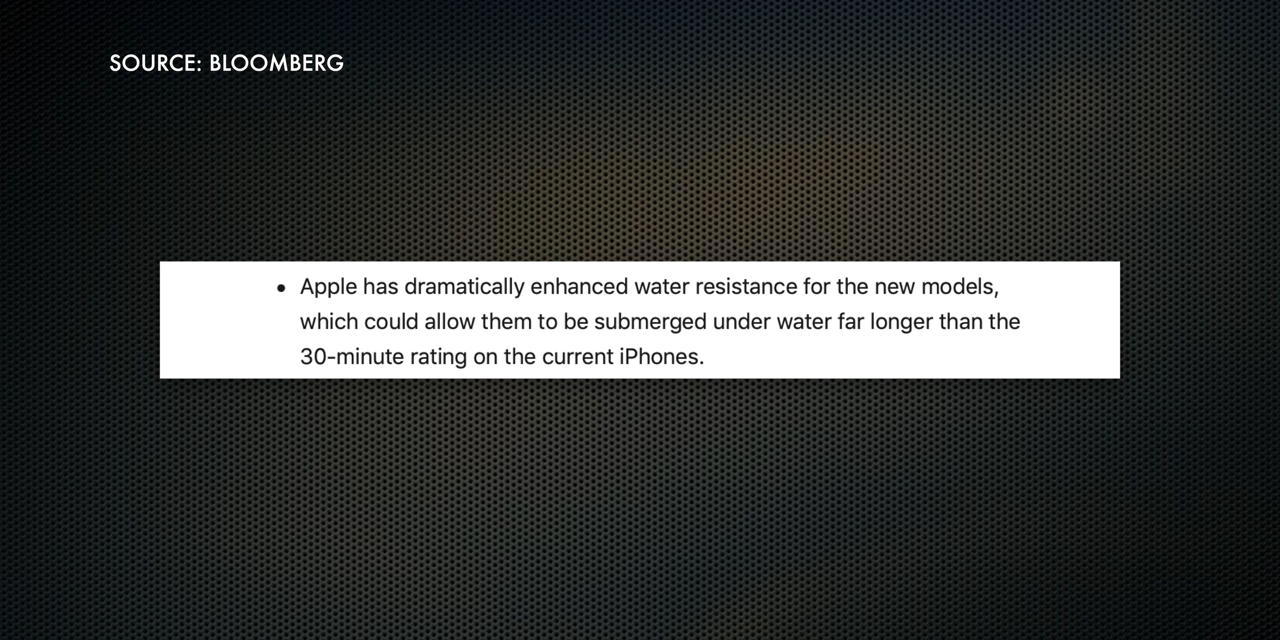 SOURCE: BLOOMBERG
• Apple has dramatically enhanced water resistance for the new models,
which could allow them to be submerged under water far longer than the
30-minute rating on the current iPhones.